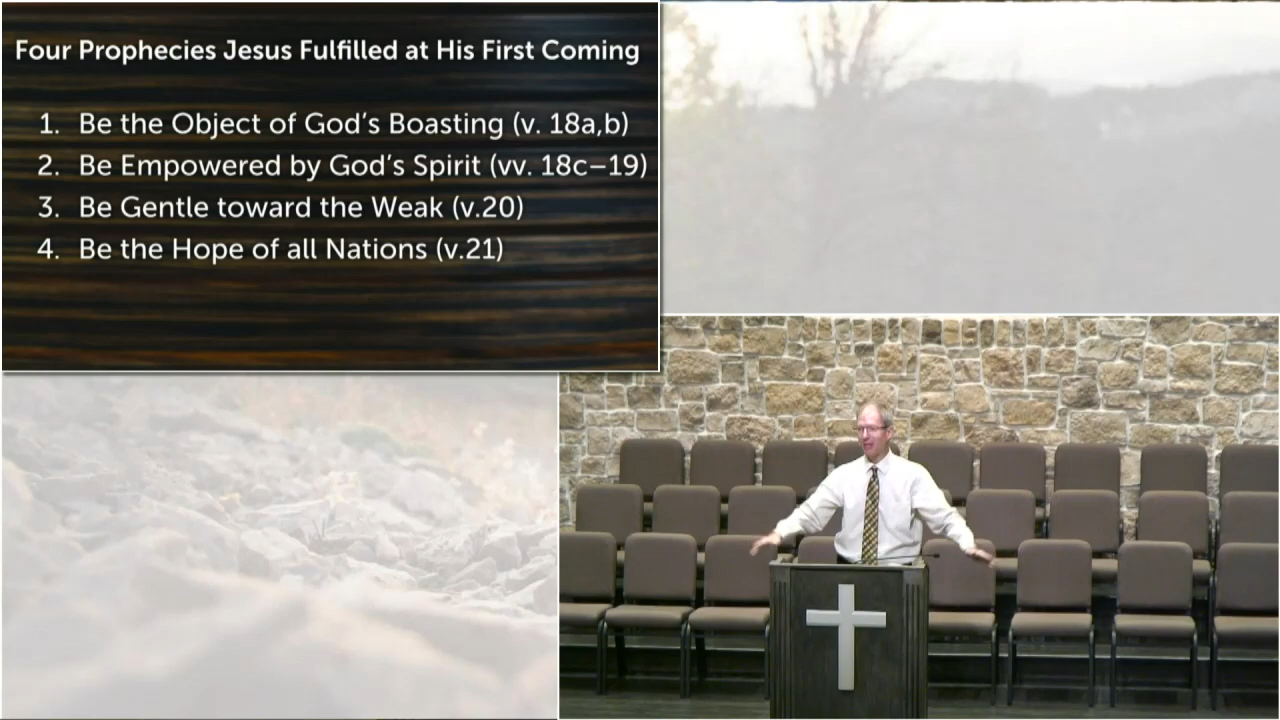 Four Prophecies Jesus Fulfilled at His First Coming
1. Be the Object of God's Boasting (v. 18a,b)
2. Be Empowered by God's Spirit (vv. 18c–19)
3. Be Gentle toward the Weak (v.20)
4. Be the Hope of all Nations (v.21)